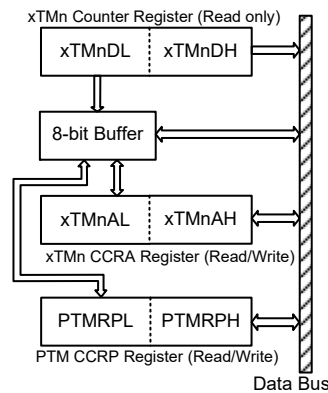 xTMn Counter Register (Read only)
xTMnDL xTMnDH
8-bit Buffer
xTMnAL xTMnAH
xTMn CCRA Register (Read/Write)
PTMRPL PTMRPH
PTM CCRP Register (Read/Write)
Data Bus